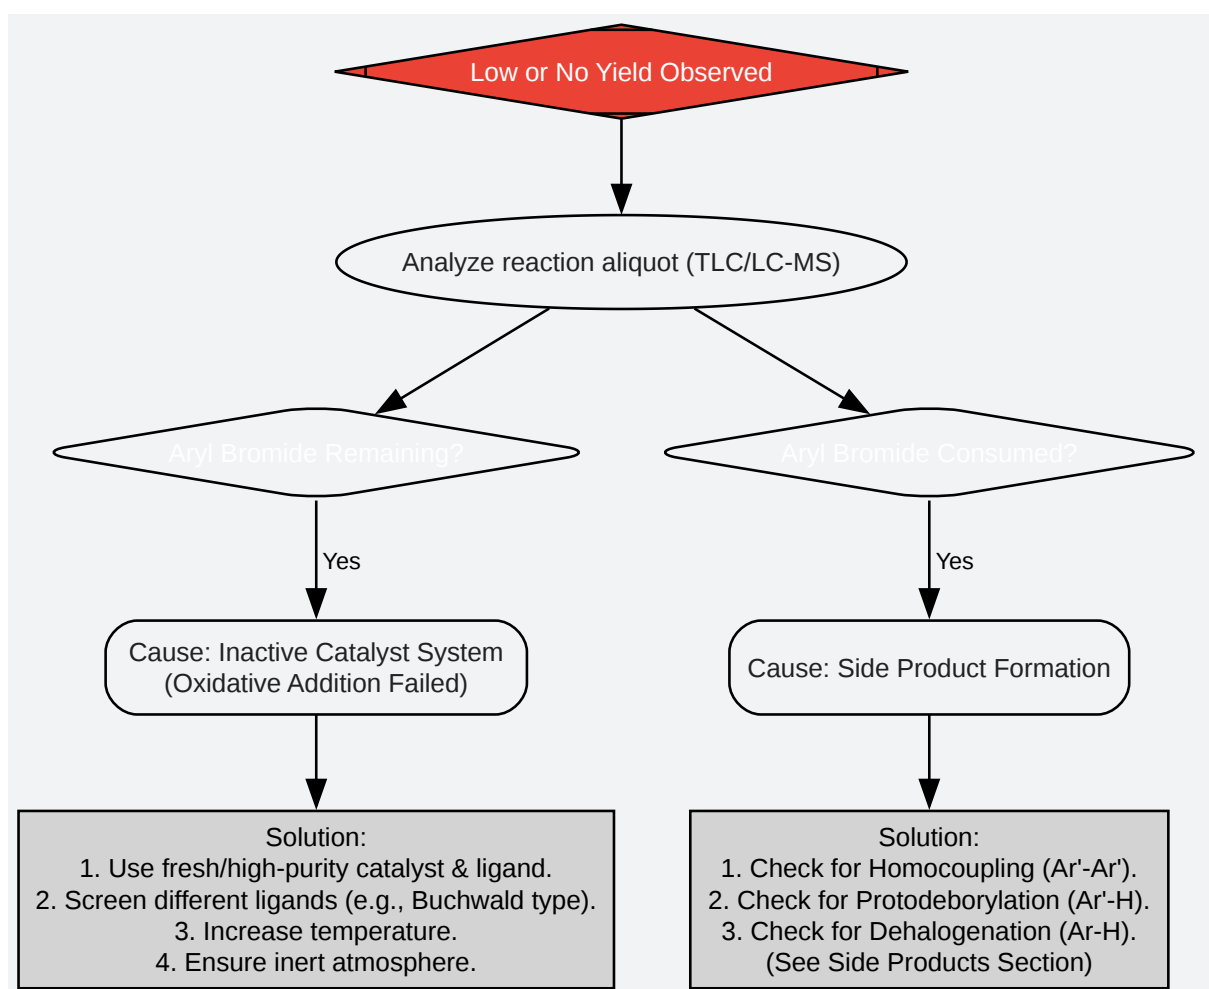 Low or No Yield Observed
Analyze reaction aliquot (TLC/LC-MS)
Aryl Bromide Remaining?
Aryl Bromide Consumed?
Yes
Yes
Cause: Inactive Catalyst System
(Oxidative Addition Failed)
Cause: Side Product Formation
Solution:
1. Use fresh/high-purity catalyst & ligand.
2. Screen different ligands (e.g., Buchwald type).
3. Increase temperature.
4. Ensure inert atmosphere.
Solution:
1. Check for Homocoupling (Ar'-Ar').
2. Check for Protodeborylation (Ar'-H).
3. Check for Dehalogenation (Ar-H).
(See Side Products Section)